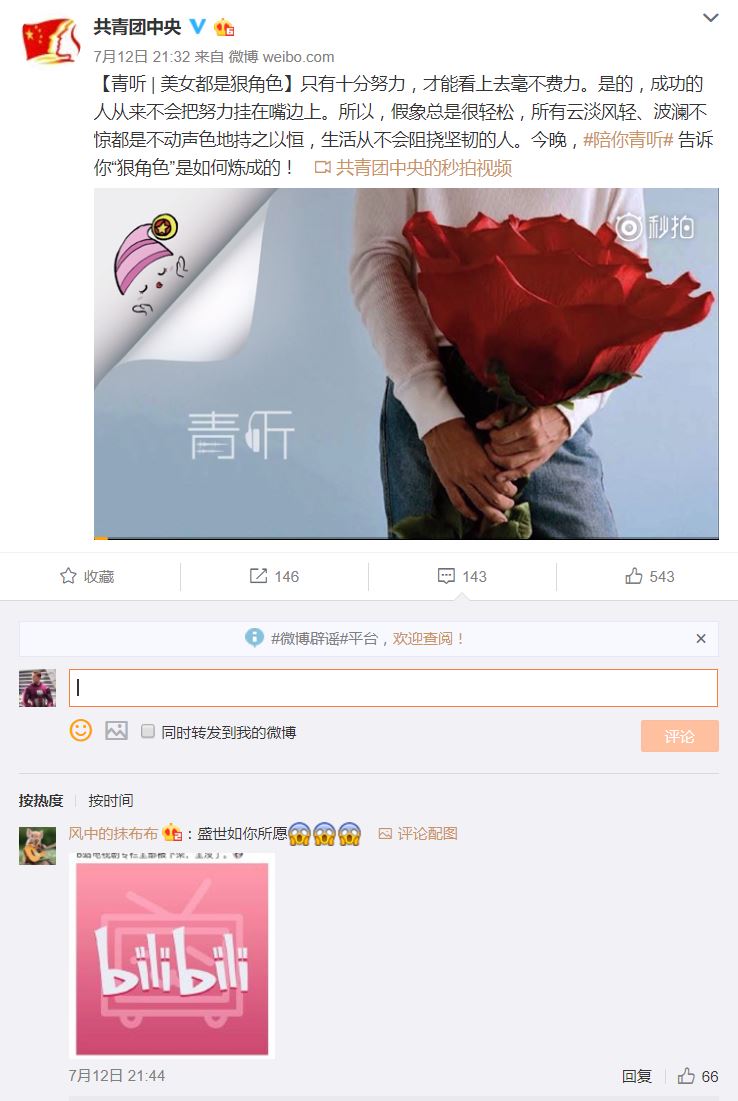 共青团中央
7月12日 21:32 来自 微博 weibo.com
【青听 | 美女都是狠角色】只有十分努力，才能看上去毫不费力。是的，成功的
人从来不会把努力挂在嘴边上。所以，假象总是很轻松，所有云淡风轻、波澜不
惊都是不动声色地持之以恒，生活从不会阻挠坚韧的人。今晚，#陪你青听# 告诉
你“狠角色”是如何炼成的！ 共青团中央的秒拍视频
秒拍
青听
收藏 146 143 543
#微博辟谣#平台，欢迎查阅！
同时转发到我的微博 评论
按热度 按时间
风中的抹布布：盛世如你所愿😱😱😱 评论配图
bilibili
7月12日 21:44 回复 66